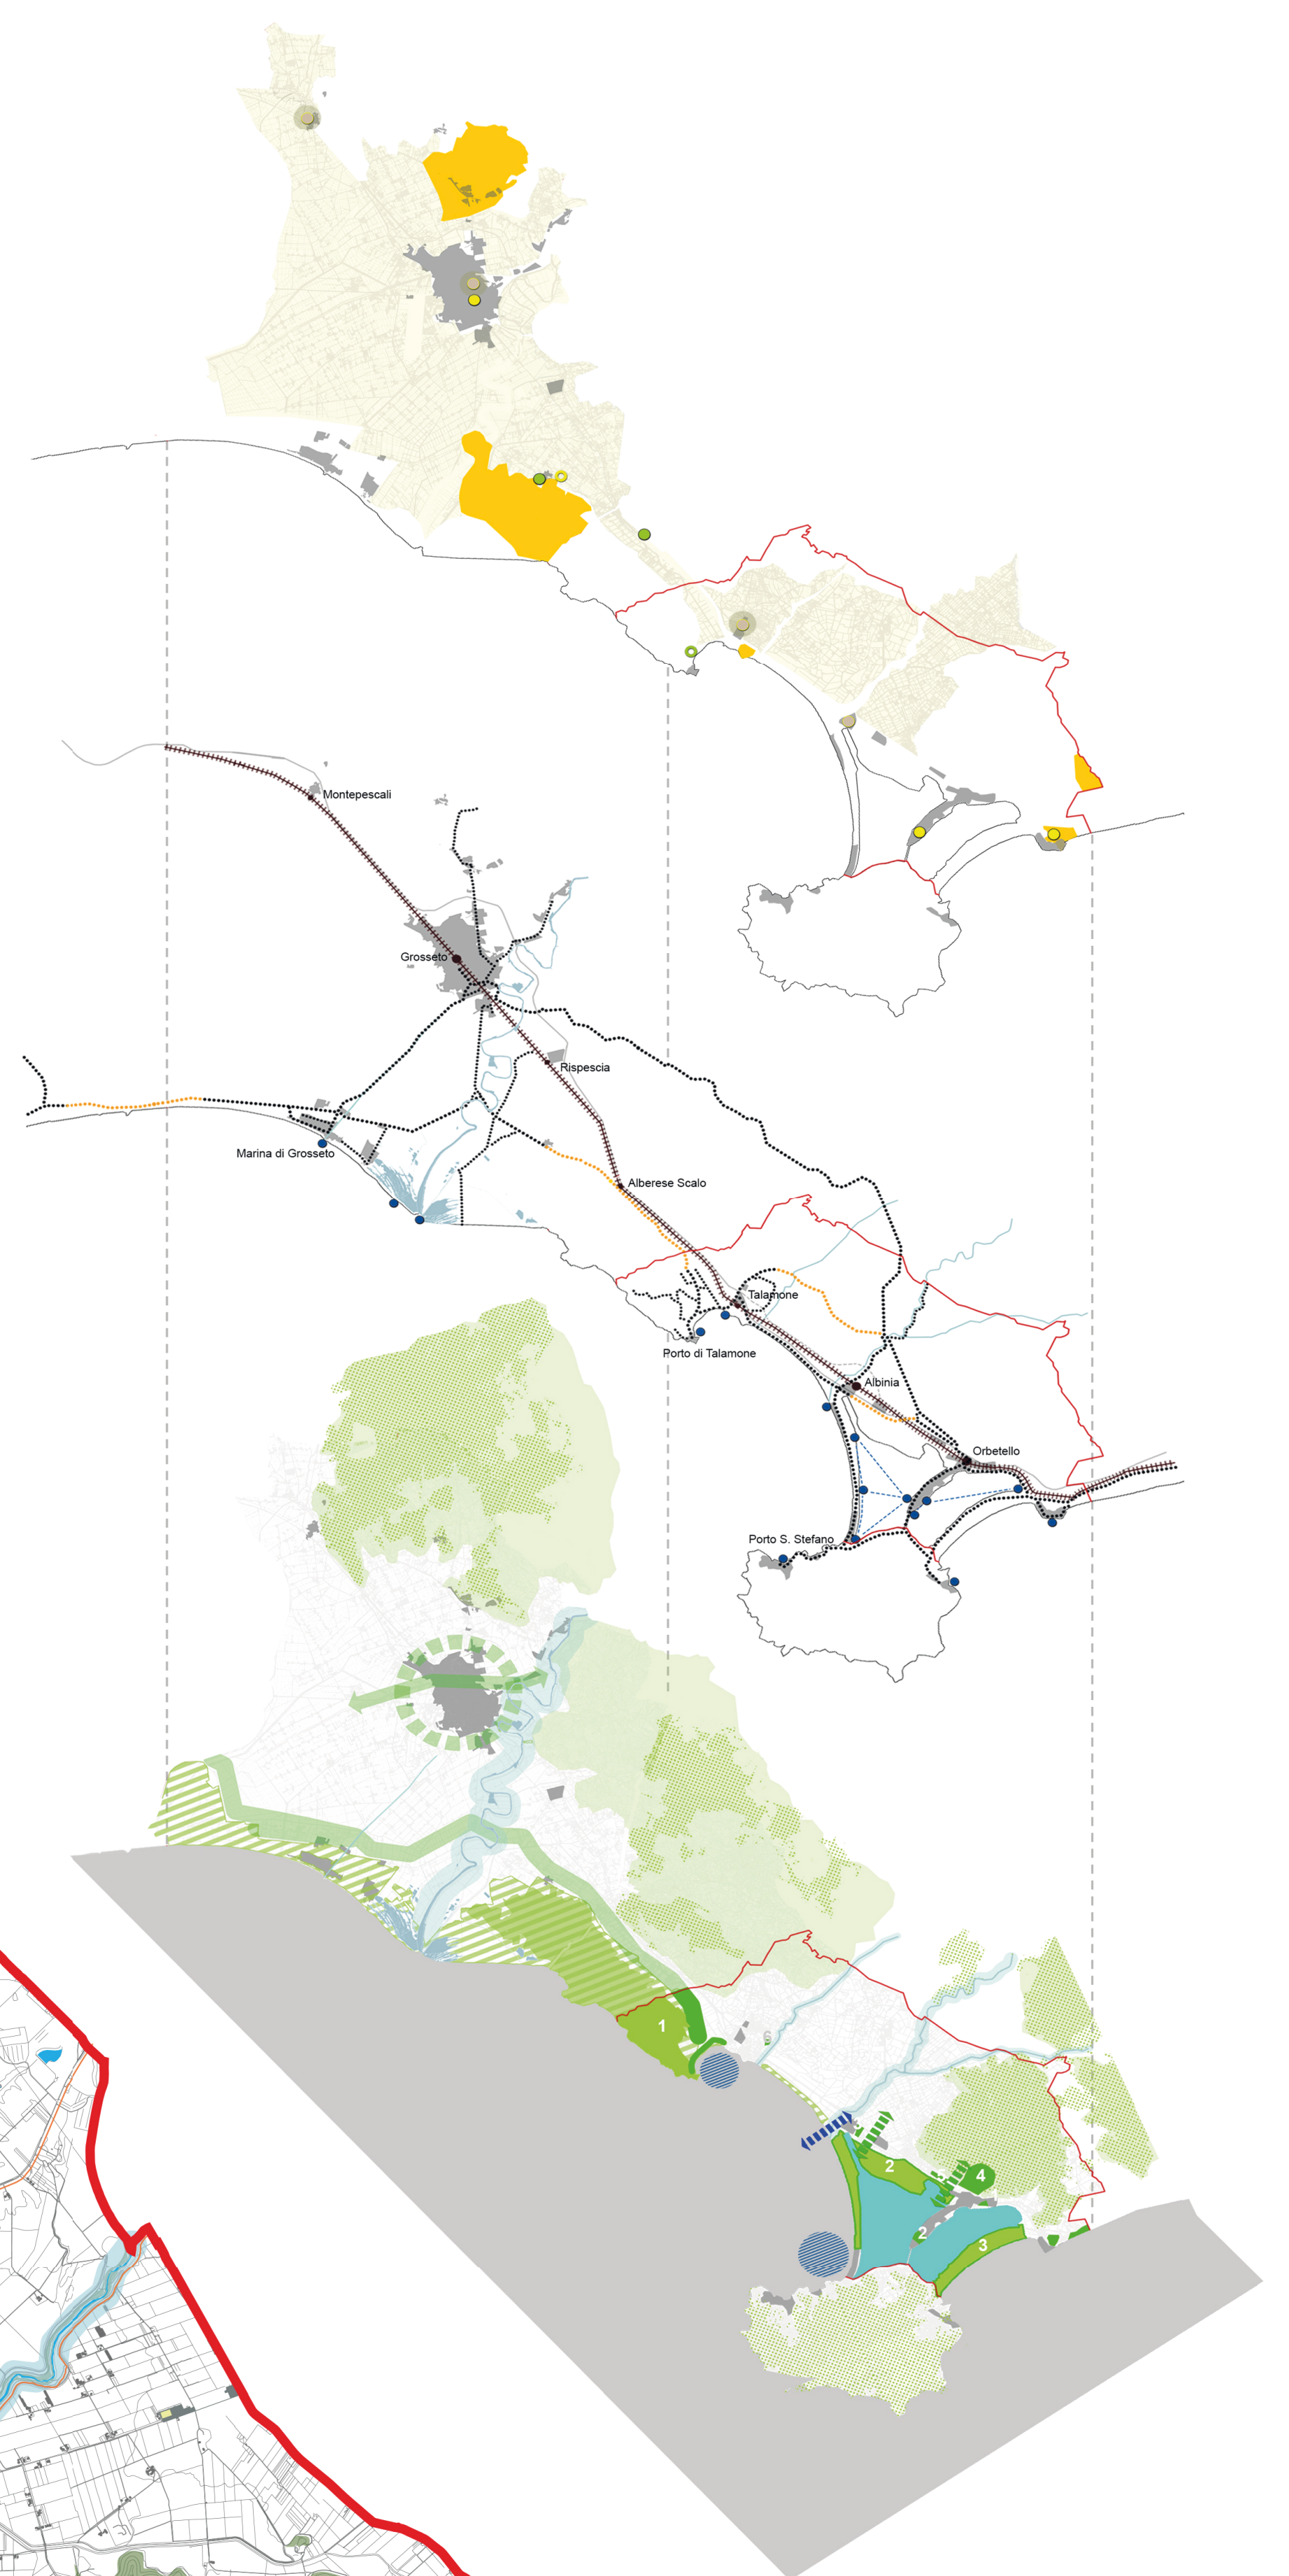 Montepescali
Grosseto
Rispescia
Marina di Grosseto
Alberese Scalo
Talamone
Porto di Talamone
Albinia
Orbetello
Porto S. Stefano
1
6
2
4
2
3